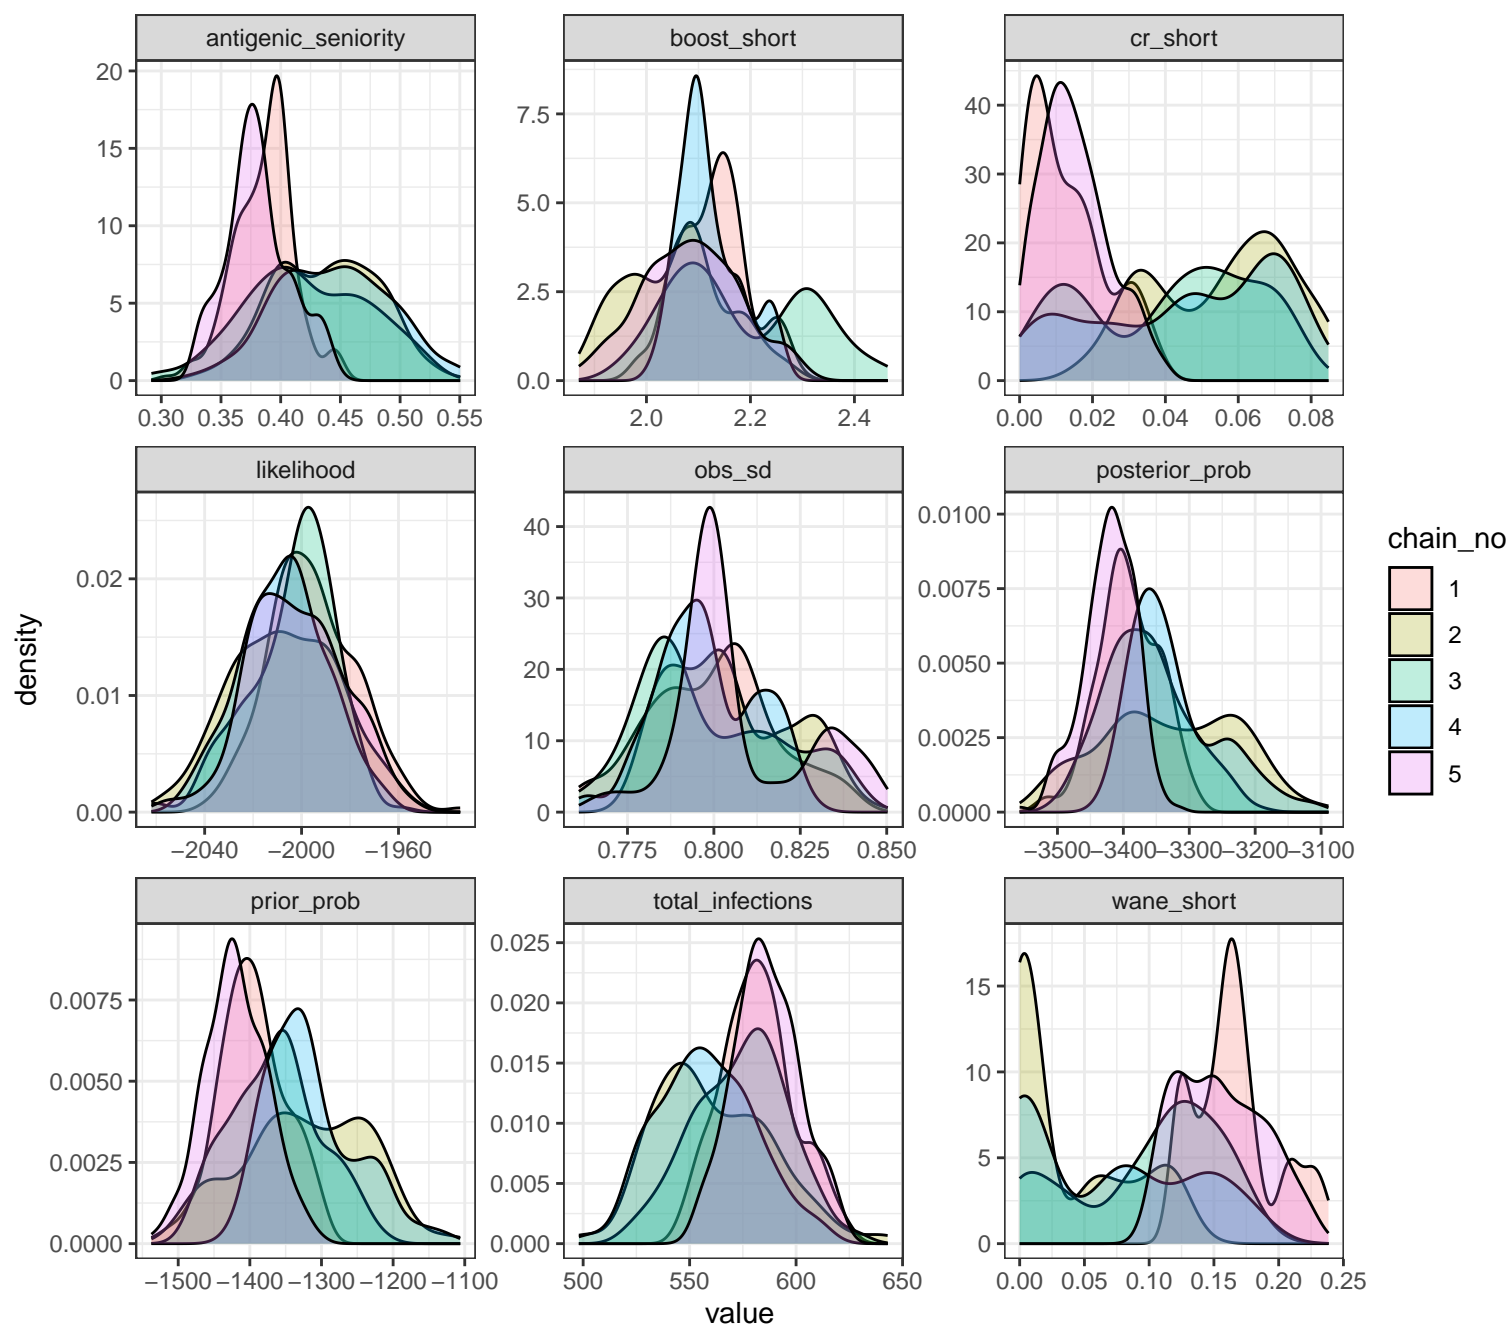 antigenic_seniority
boost_short
cr_short
20
15
10
5
0
0.30 0.35 0.40 0.45 0.50 0.55
7.5
5.0
2.5
0.0
2.0 2.2 2.4
40
30
20
10
0
0.00 0.02 0.04 0.06 0.08
likelihood
obs_sd
posterior_prob
0.02
0.01
0.00
−2040 −2000 −1960
40
30
20
10
0
0.775 0.800 0.825 0.850
0.0100
0.0075
0.0050
0.0025
0.0000
−3500 −3400 −3300 −3200 −3100
prior_prob
total_infections
wane_short
0.0075
0.0050
0.0025
0.0000
−1500 −1400 −1300 −1200 −1100
0.025
0.020
0.015
0.010
0.005
0.000
500 550 600 650
15
10
5
0
0.00 0.05 0.10 0.15 0.20 0.25
density
value
chain_no
1
2
3
4
5